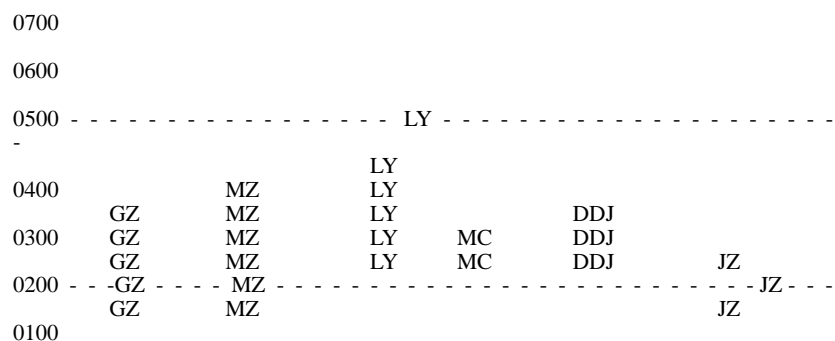 0700
0600
0500 - - - - - - - - - - - - - - - - - LY - - - - - - - - - - - - - - - - - - - - - - - - -
-
LY
0400 MZ LY
GZ MZ LY DDJ
0300 GZ MZ LY MC DDJ
GZ MZ LY MC DDJ JZ
0200 - - -GZ - - - - MZ - - - - - - - - - - - - - - - - - - - - - - - - - - - - - - JZ - - -
GZ MZ JZ
0100